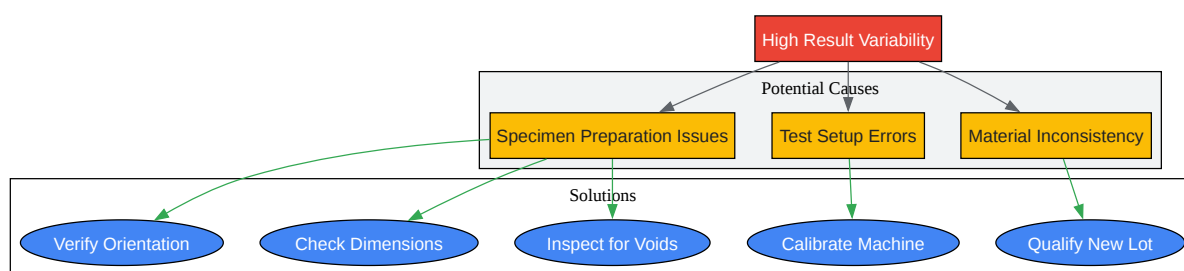 High Result Variability
Potential Causes
Specimen Preparation Issues
Test Setup Errors
Material Inconsistency
Solutions
Verify Orientation
Check Dimensions
Inspect for Voids
Calibrate Machine
Qualify New Lot